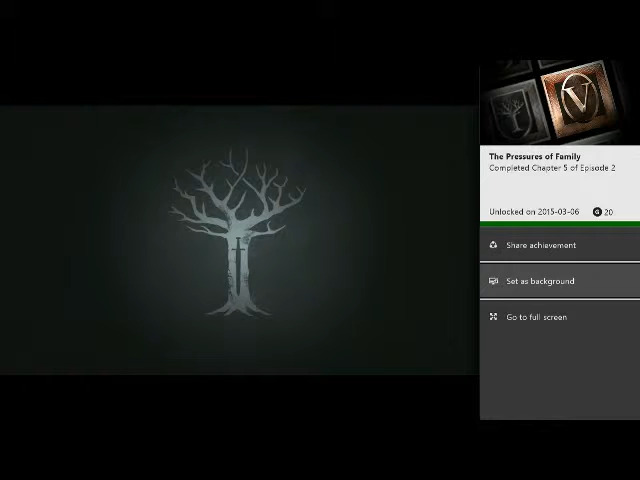 V
The Pressures of Family
Completed Chapter 5 of Episode 2
Unlocked on 2015-03-06 G 20
Share achievement
Set as background
Go to full screen